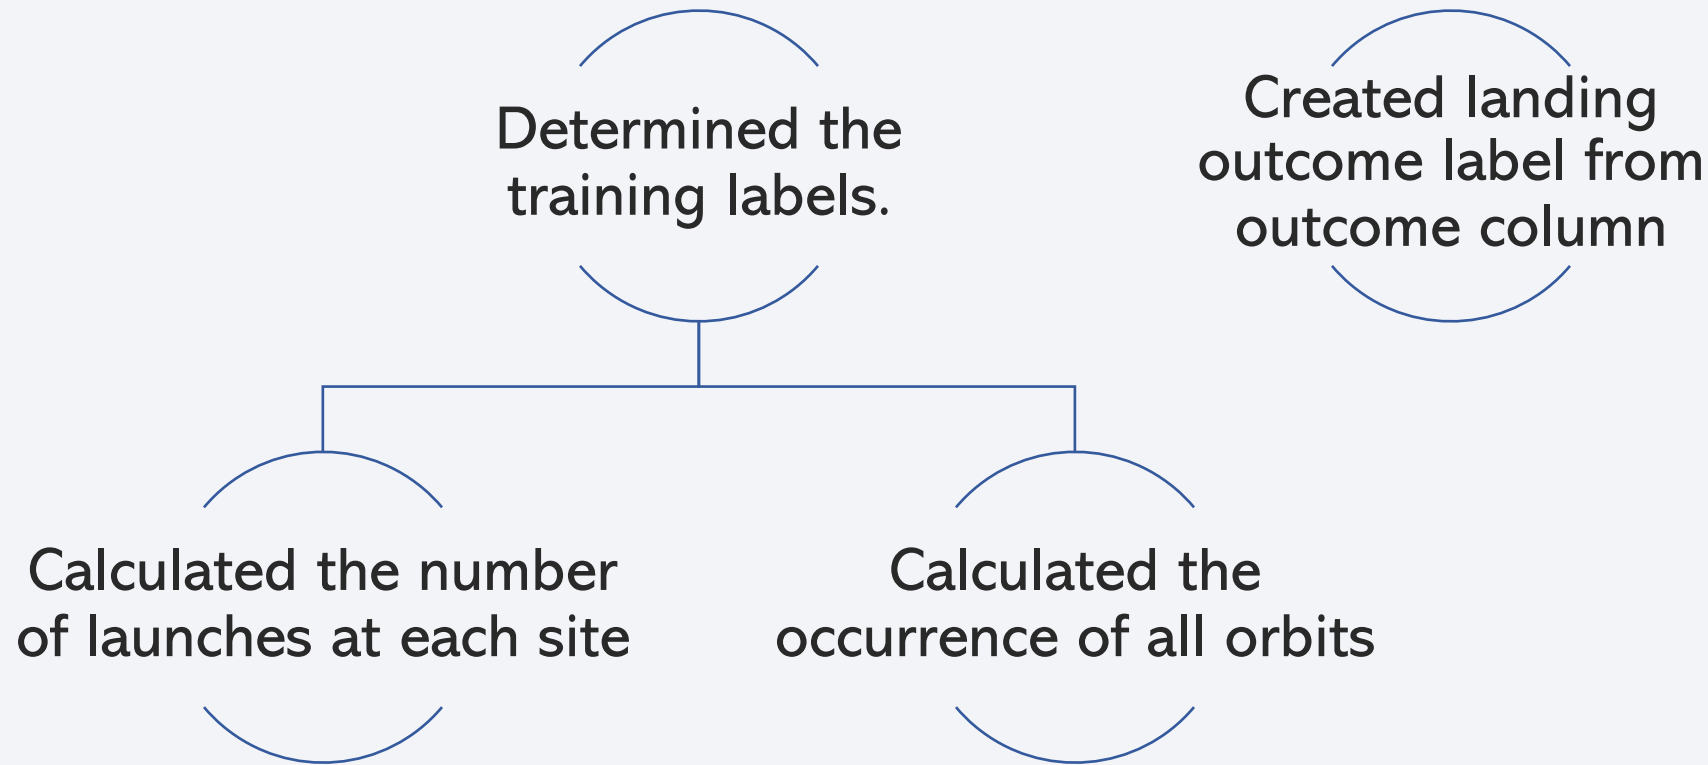 Determined the
training labels.
Created landing
outcome label from
outcome column
Calculated the number
of launches at each site
Calculated the
occurrence of all orbits